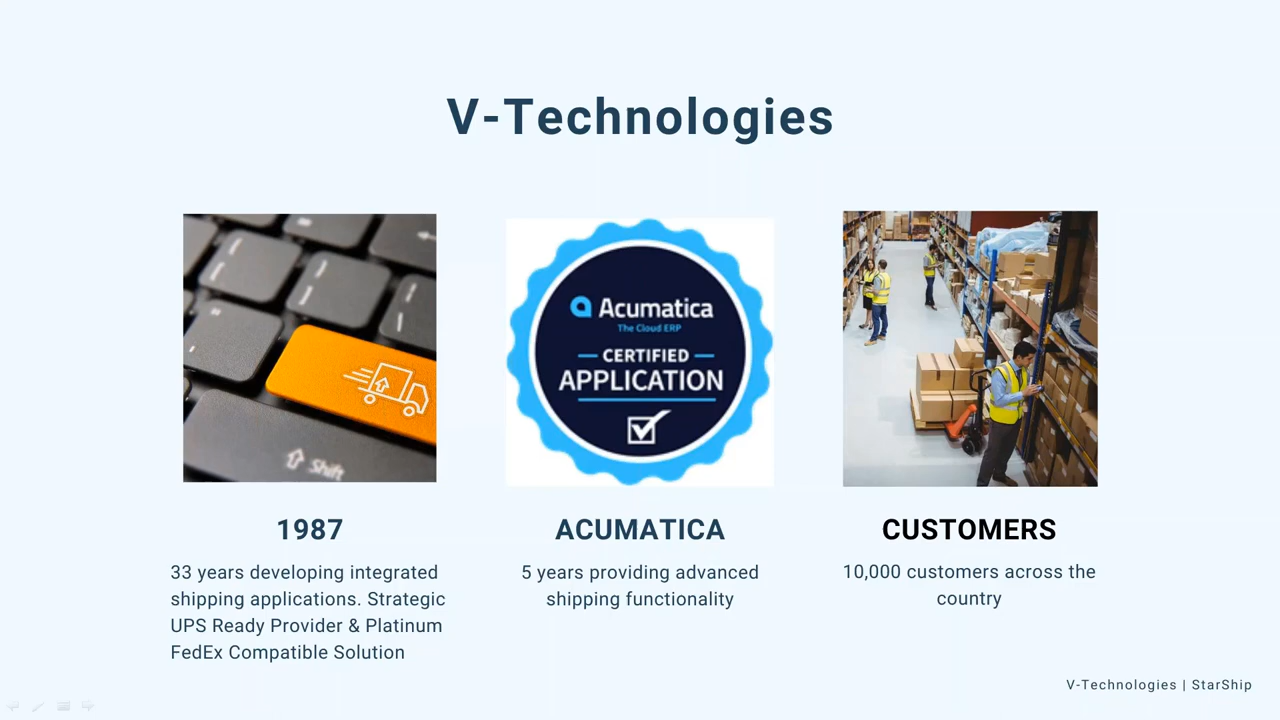 V-Technologies
Shift
Acumatica
The Cloud ERP
CERTIFIED
APPLICATION
1987
33 years developing integrated
shipping applications. Strategic
UPS Ready Provider & Platinum
FedEx Compatible Solution
ACUMATICA
5 years providing advanced
shipping functionality
CUSTOMERS
10,000 customers across the
country
V-Technologies | StarShip